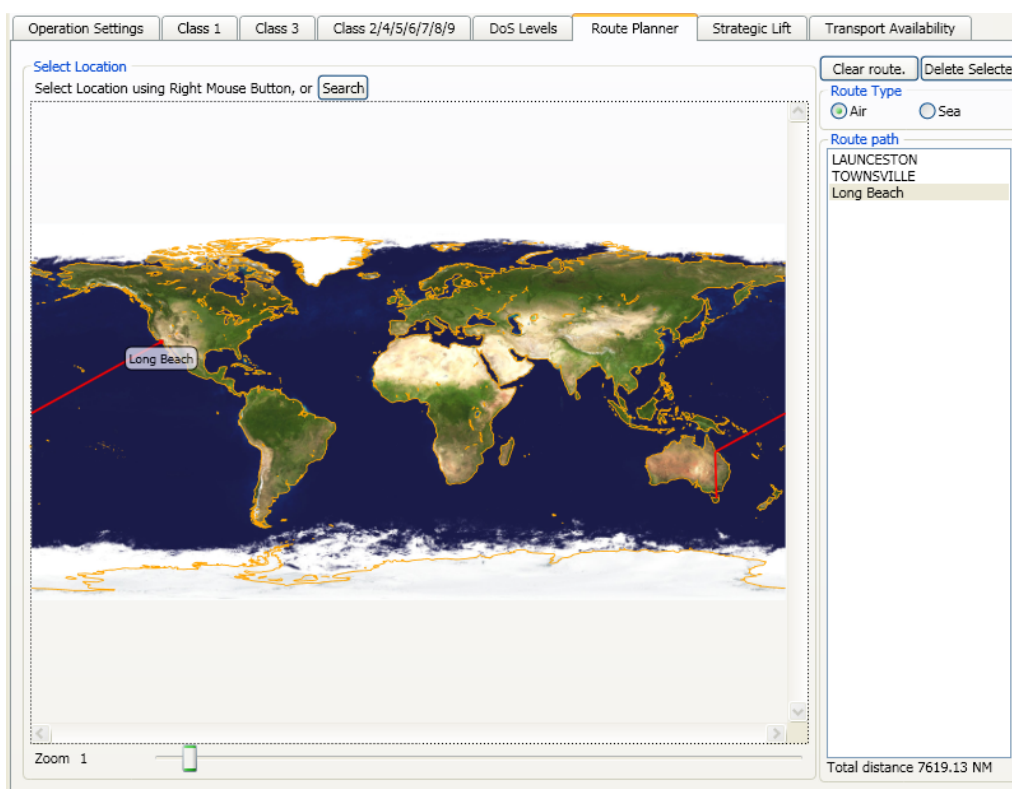 Operation Settings Class 1 Class 3 Class 2/4/5/6/7/8/9 DoS Levels Route Planner Strategic Lift Transport Availability
Select Location
Select Location using Right Mouse Button, or Search
Clear route. Delete Selecte
Route Type
Air Sea
Route path
LAUNCESTON
TOWNSVILLE
Long Beach
Long Beach
Zoom 1
Total distance 7619.13 NM